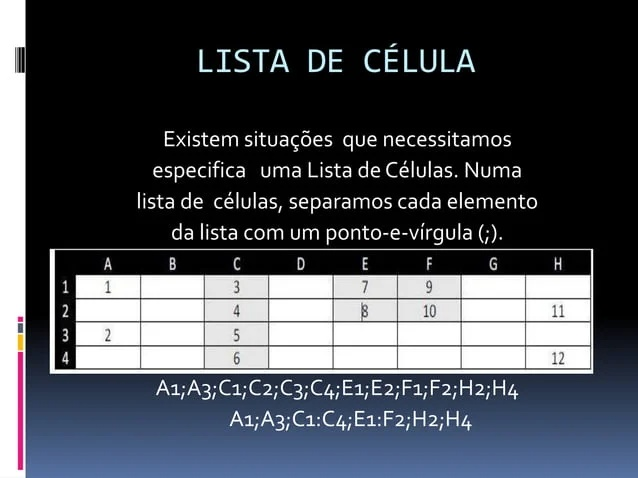 LISTA DE CÉLULA
Existem situações que necessitamos
especifica uma Lista de Células. Numa
lista de células, separamos cada elemento
da lista com um ponto-e-vírgula (;).
A B C D E F G H
1 1 3 7 9
2 4 8 10 11
3 2 5
4 6 12
A1;A3;C1;C2;C3;C4;E1;E2;F1;F2;H2;H4
A1;A3;C1:C4;E1:F2;H2;H4